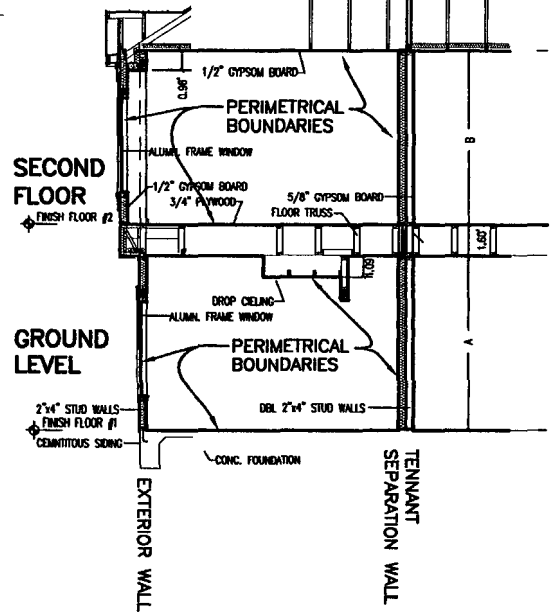 1/2" GYPSOM BOARD
0.96'
PERIMETRICAL
BOUNDARIES
B
ALUMN. FRAME WINDOW
SECOND
FLOOR
1/2" GYPSOM BOARD
3/4" PLYWOOD
5/8" GYPSOM BOARD
FLOOR TRUSS
FINISH FLOOR #2
1.60'
1.09'
DROP CIELING
ALUMN. FRAME WINDOW
GROUND
LEVEL
PERIMETRICAL
BOUNDARIES
A
2"x4" STUD WALLS
DBL 2"x4" STUD WALLS
FINISH FLOOR #1
CEMNTITOUS SIDING
CONC. FOUNDATION
EXTERIOR WALL
TENNANT
SEPARATION WALL